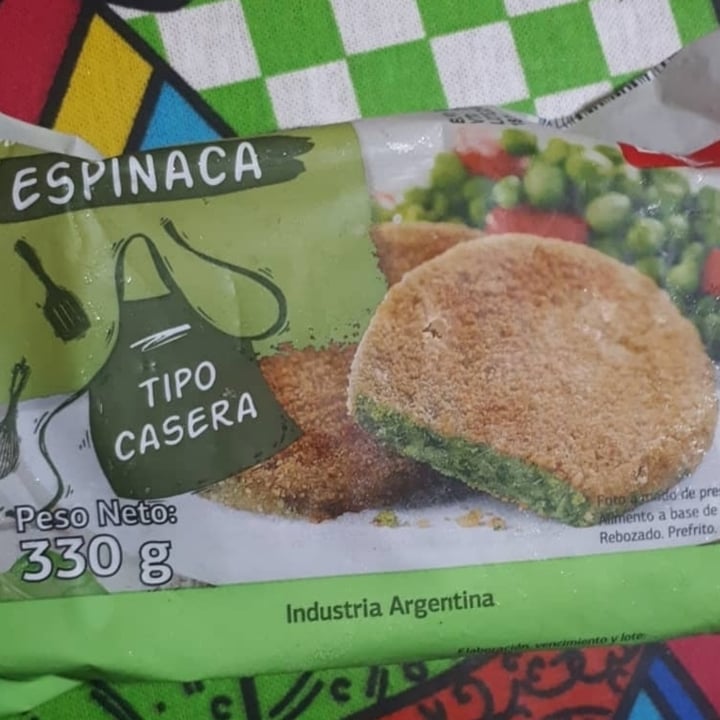 ESPINACA
TIPO
CASERA
Peso Neto:
330 g
Foto a modo de
Alimento a base de
Rebozado. Prefrito.
Industria Argentina
Elaboración, vencimiento y lote: